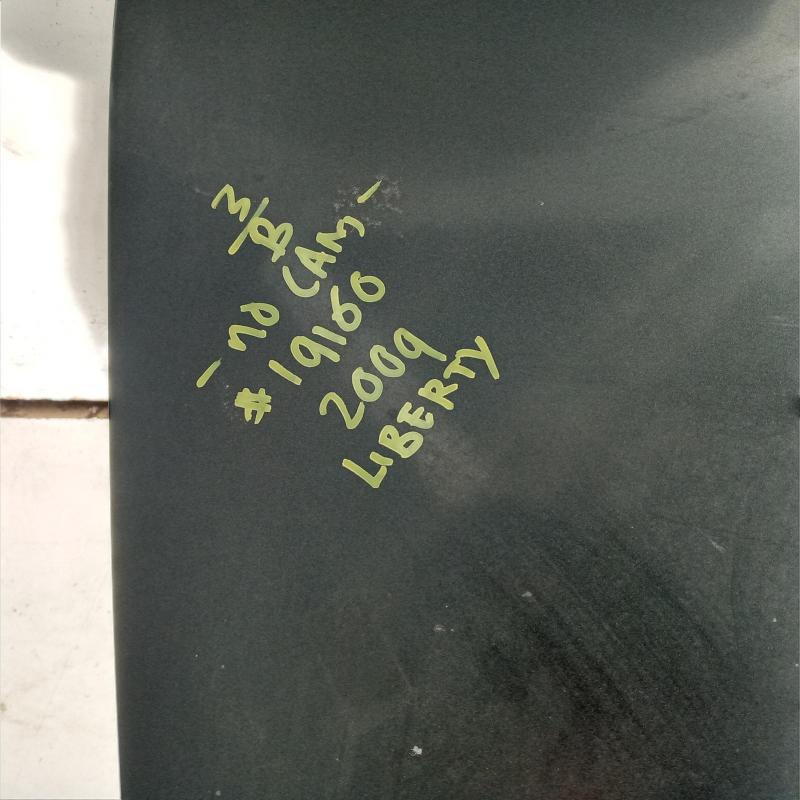 3/B
- no CAM -
#19160
2009
LIBERTY